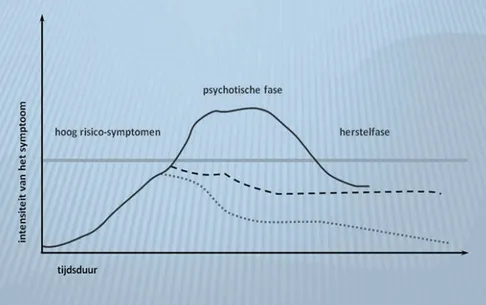 psychotische fase
hoog risico-symptomen
herstelfase
intensiteit van het symptoom
tijdsduur